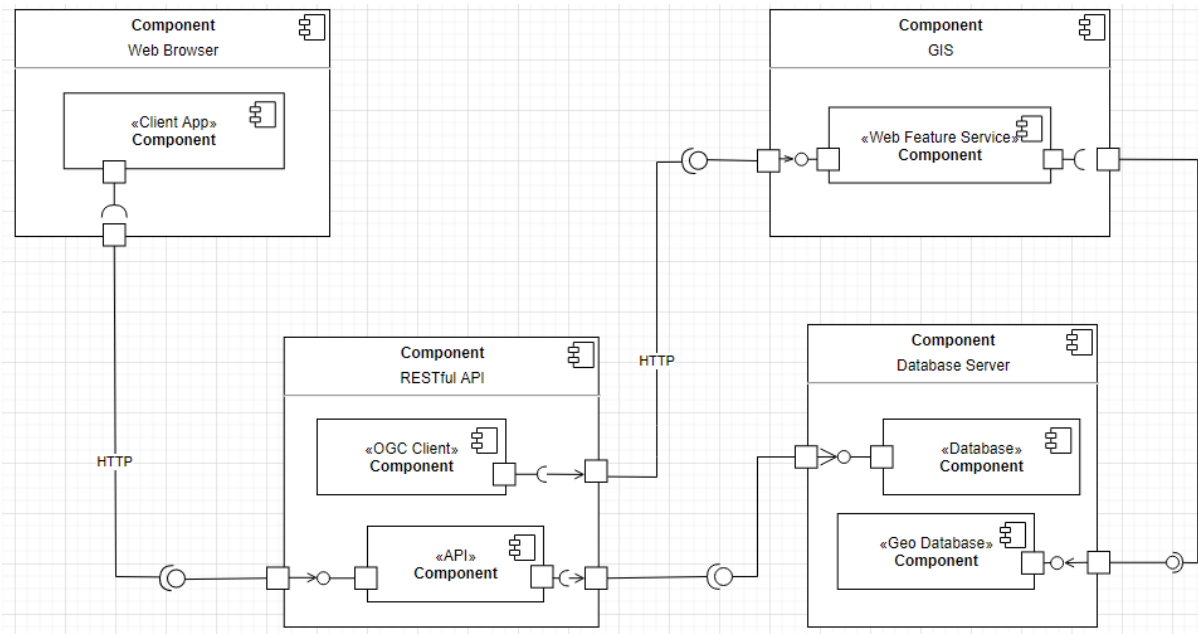 Component
Web Browser
«Client App»
Component
Component
GIS
«Web Feature Service»
Component
HTTP
HTTP
Component
RESTful API
«OGC Client»
Component
«API»
Component
Component
Database Server
«Database»
Component
«Geo Database»
Component